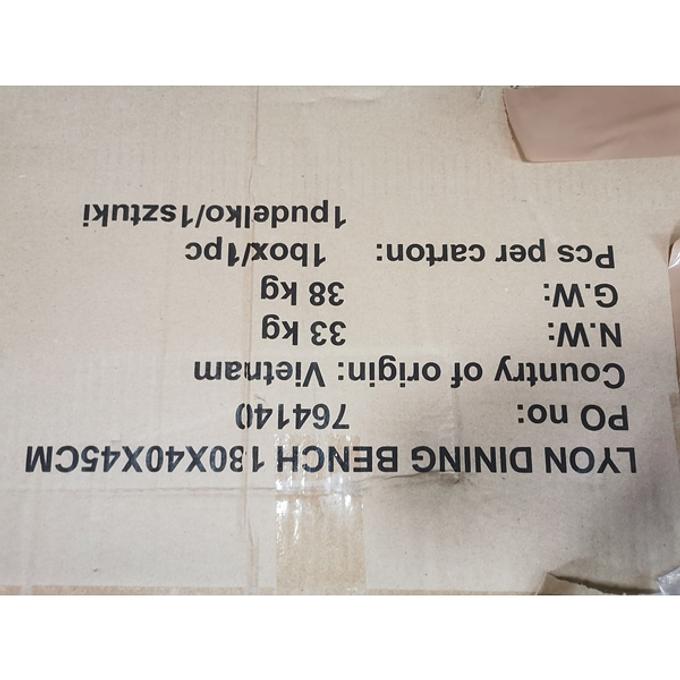 LYON DINING BENCH 130X40X45CM
PO no: 764140
Country of origin: Vietnam
N.W: 33 kg
G.W: 38 kg
Pcs per carton: 1box/1pc
1pudelko/1sztuki